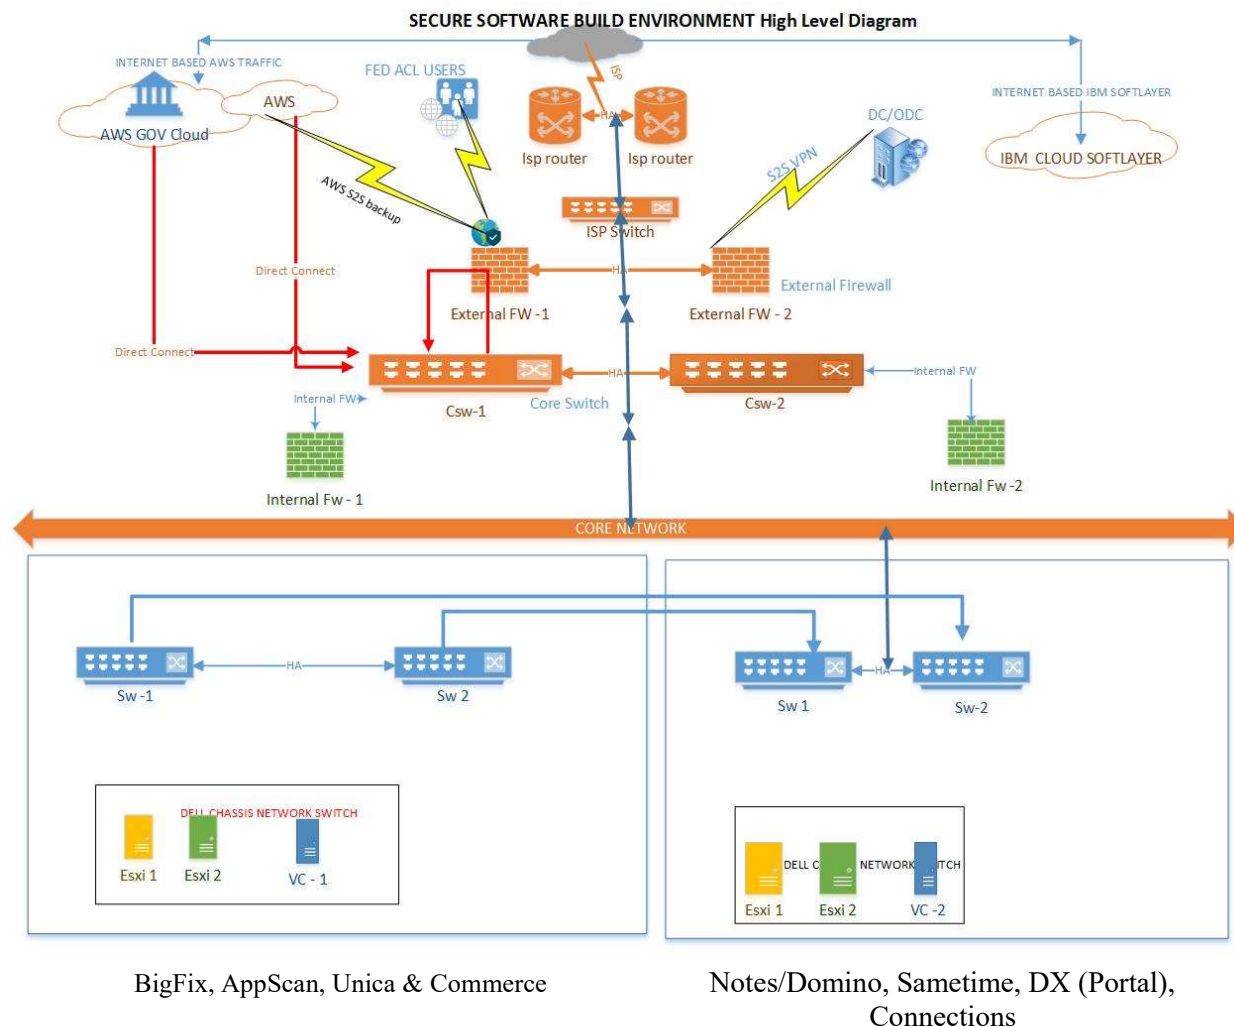 SECURE SOFTWARE BUILD ENVIRONMENT High Level Diagram
INTERNET BASED AWS TRAFFIC
FED ACL USERS
ISP
INTERNET BASED IBM SOFTLAYER
AWS
AWS GOV Cloud
HA
DC/ODC
Isp router
Isp router
IBM CLOUD SOFTLAYER
S2S VPN
AWS S2S backup
ISP Switch
Direct Connect
HA
External Firewall
External FW -1
External FW - 2
Direct Connect
HA
Internal FW
Internal FW
Csw-1
Core Switch
Csw-2
Internal Fw - 1
Internal Fw -2
CORE NETWORK
HA
HA
Sw -1
Sw 2
Sw 1
Sw-2
DELL CHASSIS NETWORK SWITCH
Esxi 1
Esxi 2
VC - 1
DELL C
NETWORK
TCH
Esxi 1
Esxi 2
VC -2
BigFix, AppScan, Unica & Commerce
Notes/Domino, Sametime, DX (Portal),
Connections